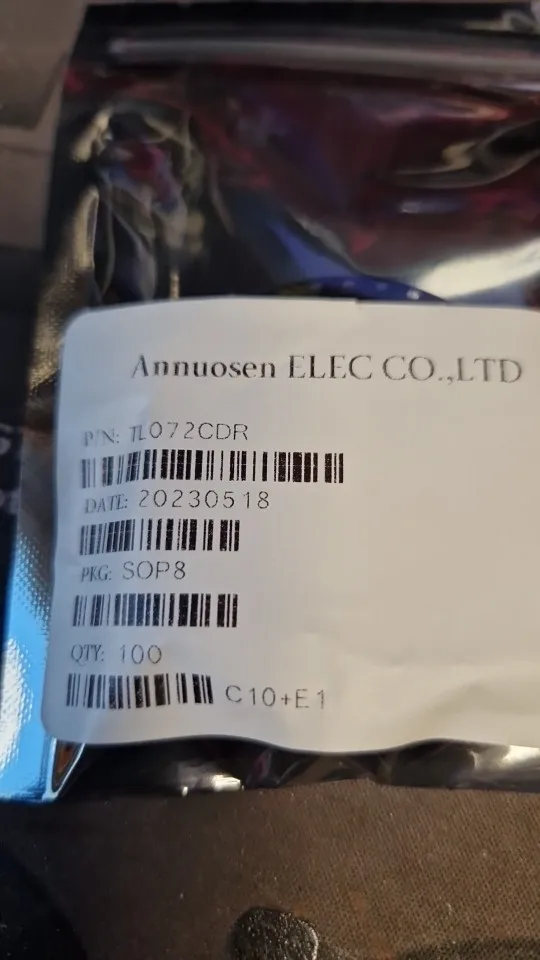 Annuosen ELEC CO.,LTD
P/N: TL072CDR
DATE: 20230518
PKG: SOP8
QTY: 100
C10+E1